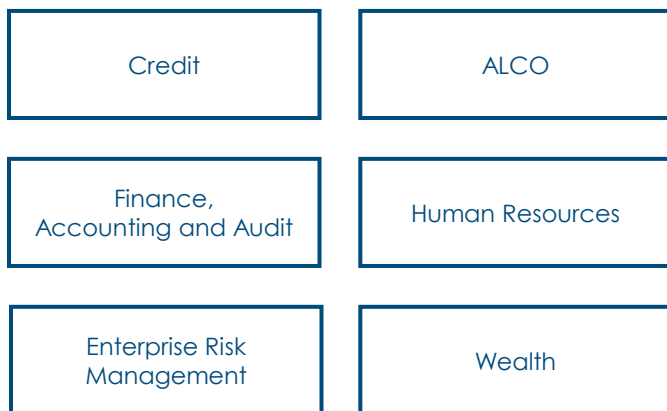 Credit
ALCO
Finance,
Accounting and Audit
Human Resources
Enterprise Risk
Management
Wealth